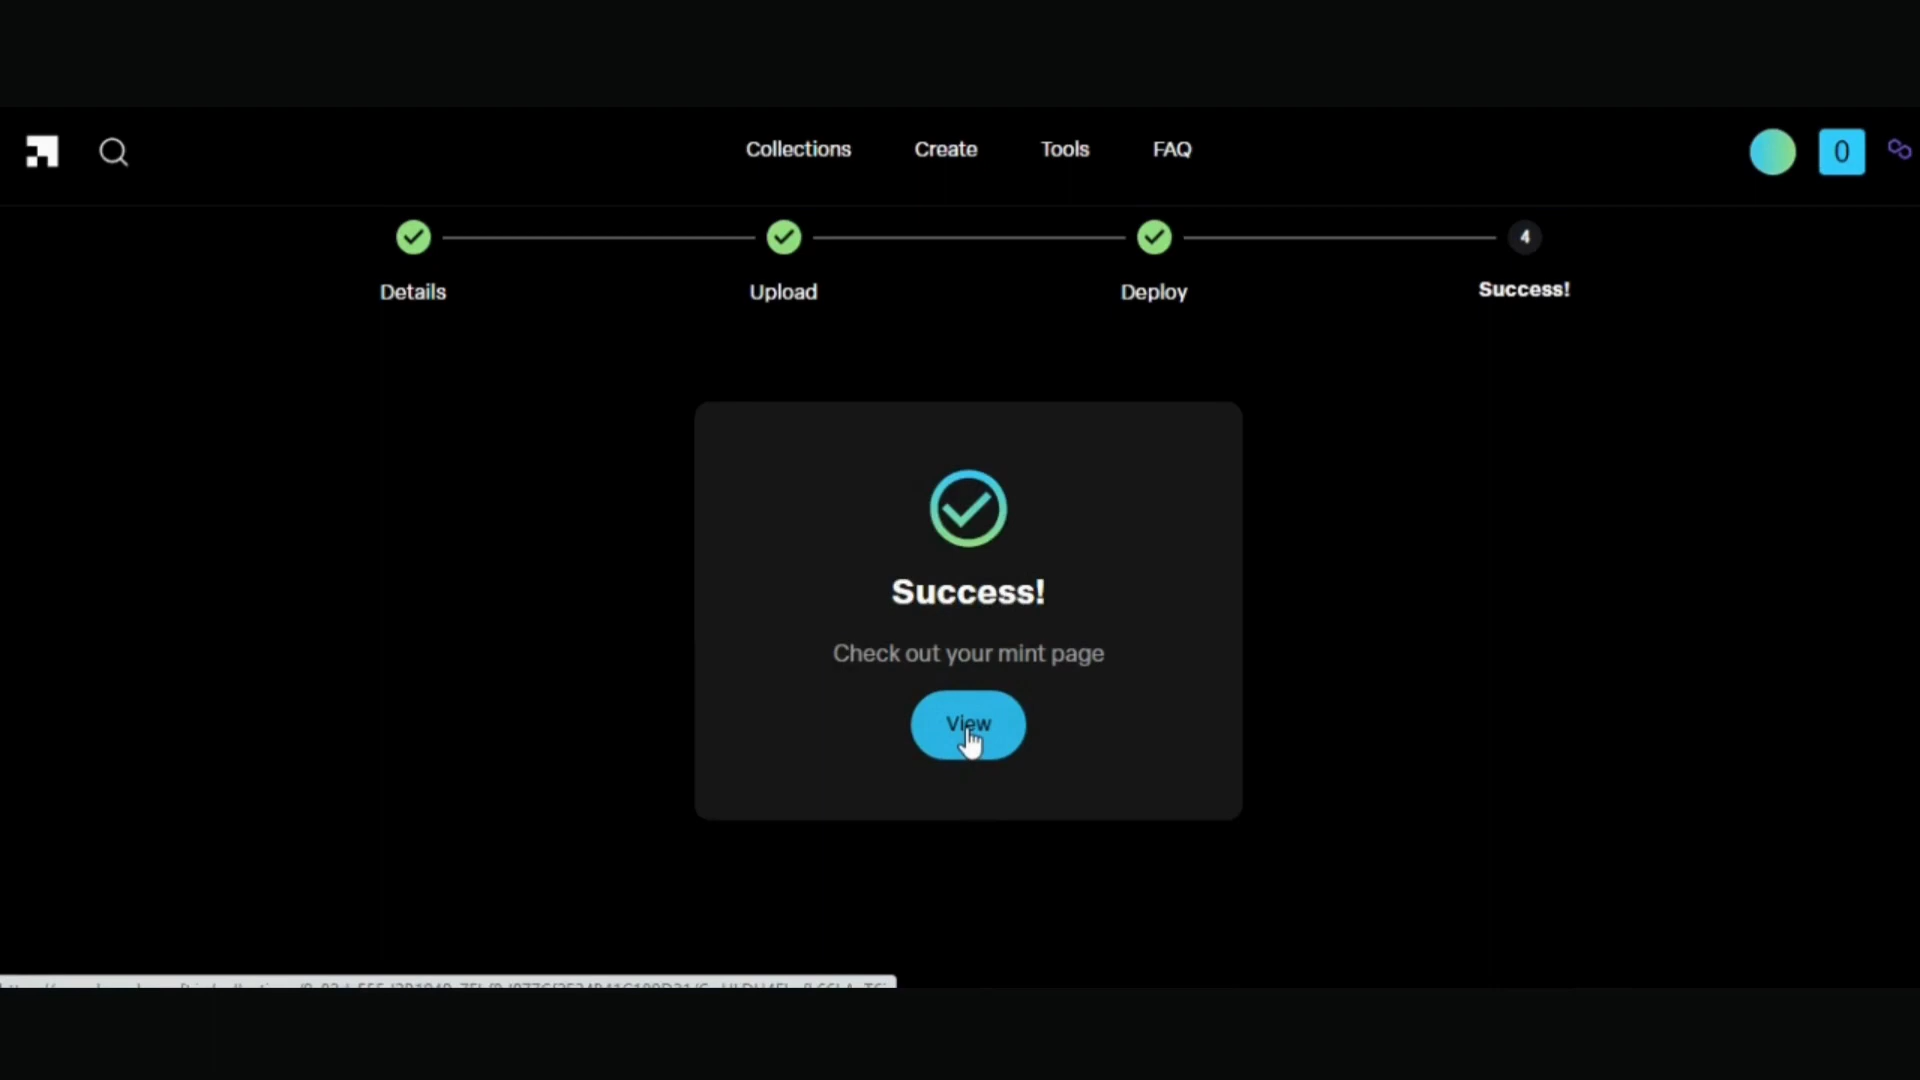 Collections Create Tools FAQ
0
4
Details Upload Deploy Success!
Success!
Check out your mint page
View